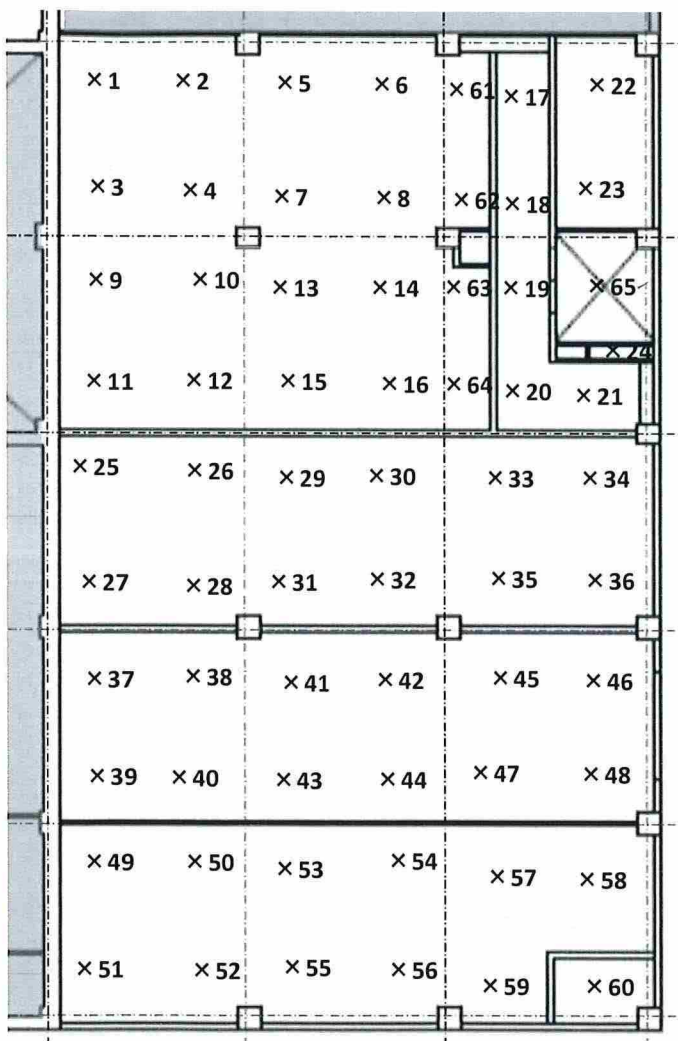 × 1 × 2 × 5 × 6 × 61 × 17 × 22
× 3 × 4 × 7 × 8 × 62 × 18 × 23
× 9 × 10 × 13 × 14 × 63 × 19 × 65
× 24
× 11 × 12 × 15 × 16 × 64 × 20 × 21
× 25 × 26 × 29 × 30 × 33 × 34
× 27 × 28 × 31 × 32 × 35 × 36
× 37 × 38 × 41 × 42 × 45 × 46
× 39 × 40 × 43 × 44 × 47 × 48
× 49 × 50 × 53 × 54 × 57 × 58
× 51 × 52 × 55 × 56 × 59 × 60